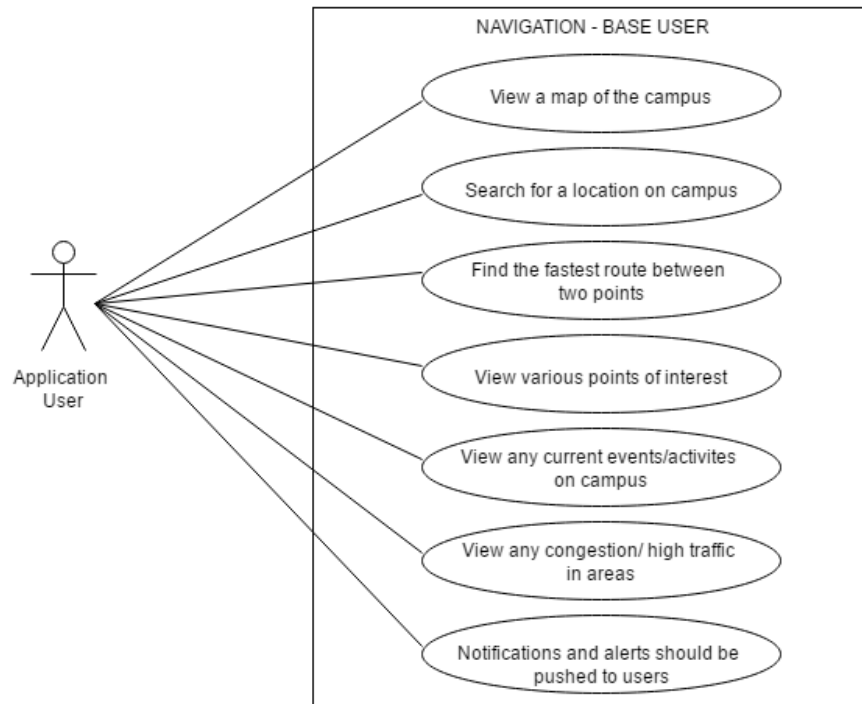 NAVIGATION - BASE USER
View a map of the campus
Search for a location on campus
Find the fastest route between
two points
View various points of interest
Application
User
View any current events/activites
on campus
View any congestion/ high traffic
in areas
Notifications and alerts should be
pushed to users